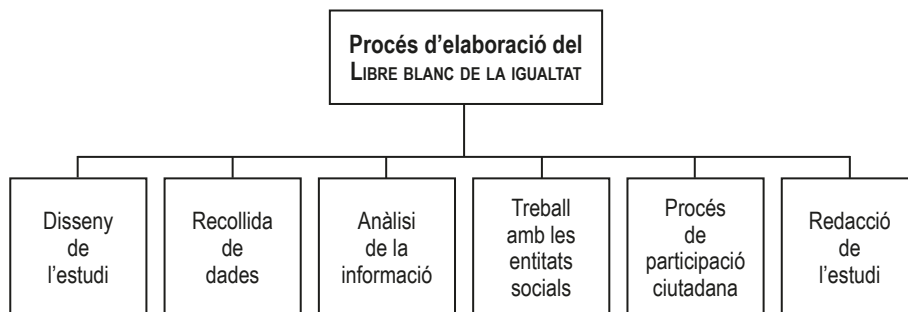 Procés d’elaboració del
LIBRE BLANC DE LA IGUALTAT
Disseny
de
l’estudi
Recollida
de
dades
Anàlisi
de la
informació
Treball
amb les
entitats
socials
Procés
de
participació
ciutadana
Redacció
de
l’estudi